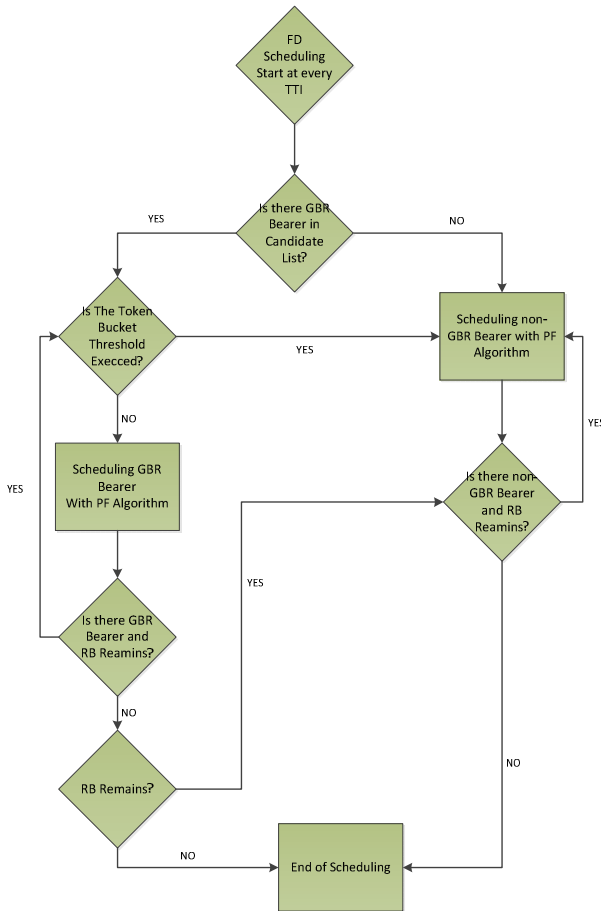 FD
Scheduling
Start at every
TTI
Is there GBR
Bearer in
Candidate
List?
YES
NO
Is The Token
Bucket
Threshold
Execced?
YES
Scheduling non-
GBR Bearer with PF
Algorithm
NO
YES
Scheduling GBR
Bearer
With PF Algorithm
Is there non-
GBR Bearer
and RB
Reamins?
YES
YES
Is there GBR
Bearer and
RB Reamins?
NO
RB Remains?
NO
NO
End of Scheduling